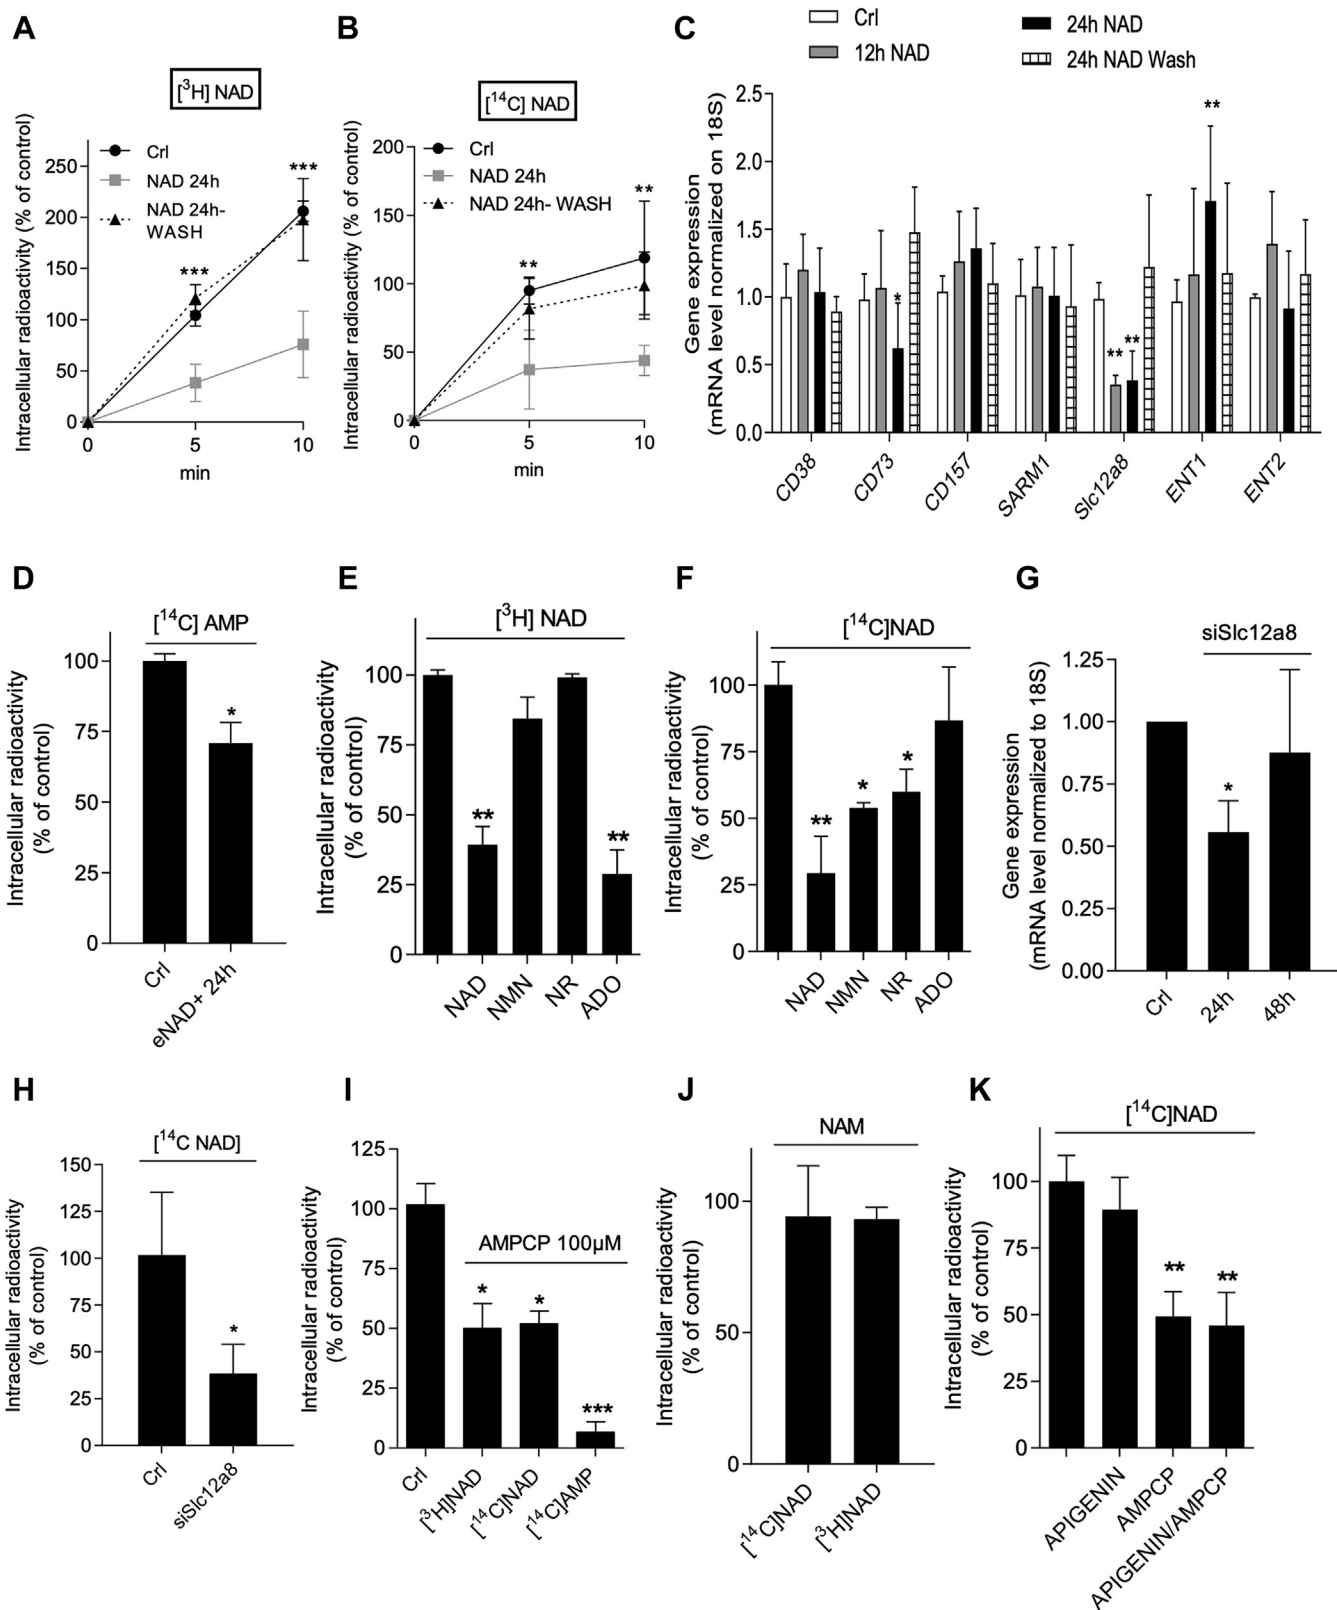 A
[³H] NAD
Intracellular radioactivity (% of control)
250
200
150
100
50
0
Crl
NAD 24h
NAD 24h-
WASH
***
***
0
5
10
min
B
[¹⁴C] NAD
Intracellular radioactivity (% of control)
200
150
100
50
0
Crl
NAD 24h
NAD 24h- WASH
**
**
0
5
10
min
C
Crl
12h NAD
24h NAD
24h NAD Wash
Gene expression
(mRNA level normalized on 18S)
2.5
2.0
1.5
1.0
0.5
0.0
*
**
**
**
CD38
CD73
CD157
SARM1
Slc12a8
ENT1
ENT2
D
[¹⁴C] AMP
Intracellular radioactivity
(% of control)
100
75
50
25
0
*
Crl
eNAD+ 24h
E
[³H] NAD
Intracellular radioactivity
(% of control)
100
75
50
25
0
**
**
NAD
NMN
NR
ADO
F
[¹⁴C]NAD
Intracellular radioactivity
(% of control)
100
75
50
25
0
**
*
*
NAD
NMN
NR
ADO
G
siSlc12a8
Gene expression
(mRNA level normalized to 18S)
1.25
1.00
0.75
0.50
0.25
0.00
*
Crl
24h
48h
H
[¹⁴C NAD]
Intracellular radioactivity
(% of control)
150
125
100
75
50
25
0
*
Crl
siSlc12a8
I
Intracellular radioactivity
(% of control)
125
100
75
50
25
0
AMPCP 100µM
*
*
***
Crl
[³H]NAD
[¹⁴C]NAD
[¹⁴C]AMP
J
NAM
Intracellular radioactivity
(% of control)
100
50
0
[¹⁴C]NAD
[³H]NAD
K
[¹⁴C]NAD
Intracellular radioactivity
(% of control)
100
75
50
25
0
**
**
APIGENIN
AMPCP
APIGENIN/AMPCP